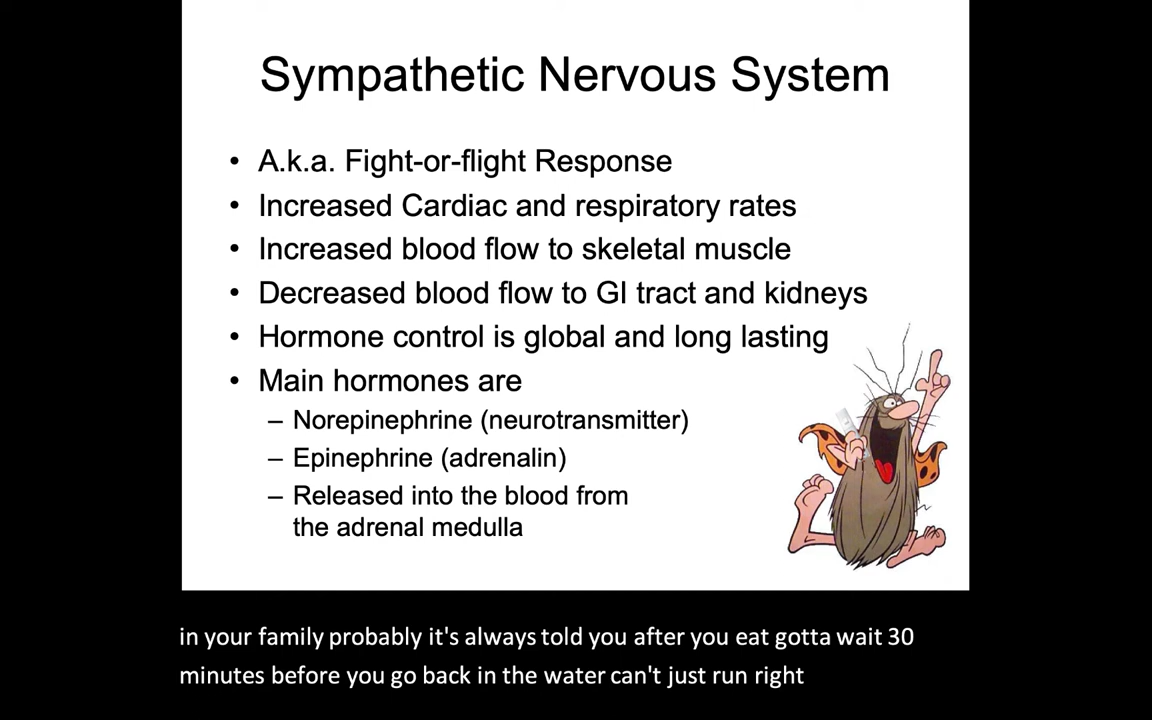 Sympathetic Nervous System
• A.k.a. Fight-or-flight Response
• Increased Cardiac and respiratory rates
• Increased blood flow to skeletal muscle
• Decreased blood flow to GI tract and kidneys
• Hormone control is global and long lasting
• Main hormones are
– Norepinephrine (neurotransmitter)
– Epinephrine (adrenalin)
– Released into the blood from
the adrenal medulla
in your family probably it's always told you after you eat gotta wait 30
minutes before you go back in the water can't just run right